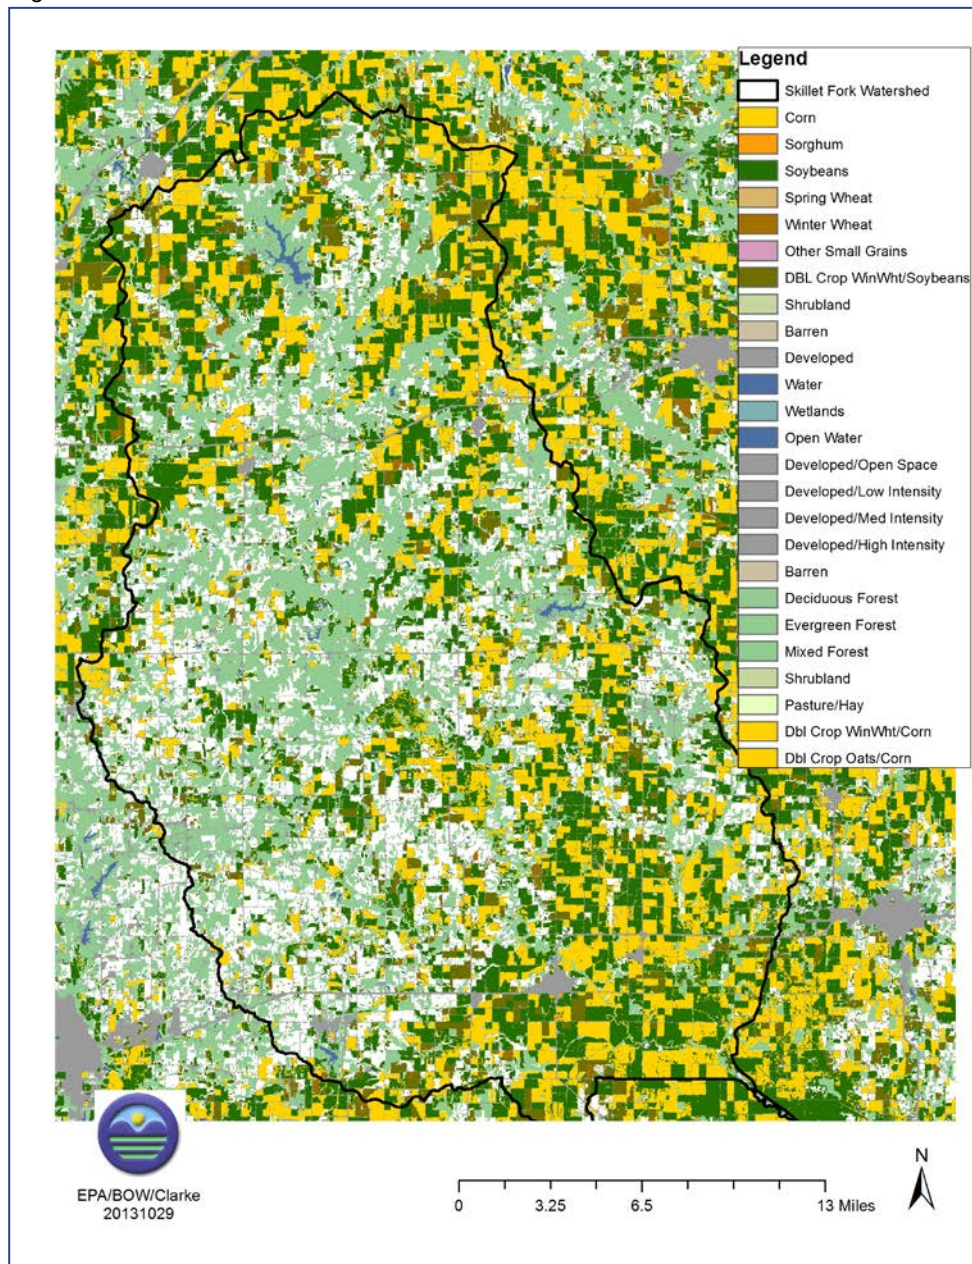 Legend
Skillet Fork Watershed
Corn
Sorghum
Soybeans
Spring Wheat
Winter Wheat
Other Small Grains
DBL Crop WinWht/Soybeans
Shrubland
Barren
Developed
Water
Wetlands
Open Water
Developed/Open Space
Developed/Low Intensity
Developed/Med Intensity
Developed/High Intensity
Barren
Deciduous Forest
Evergreen Forest
Mixed Forest
Shrubland
Pasture/Hay
Dbl Crop WinWht/Corn
Dbl Crop Oats/Corn
EPA/BOW/Clarke
20131029
0 3.25 6.5 13 Miles
N